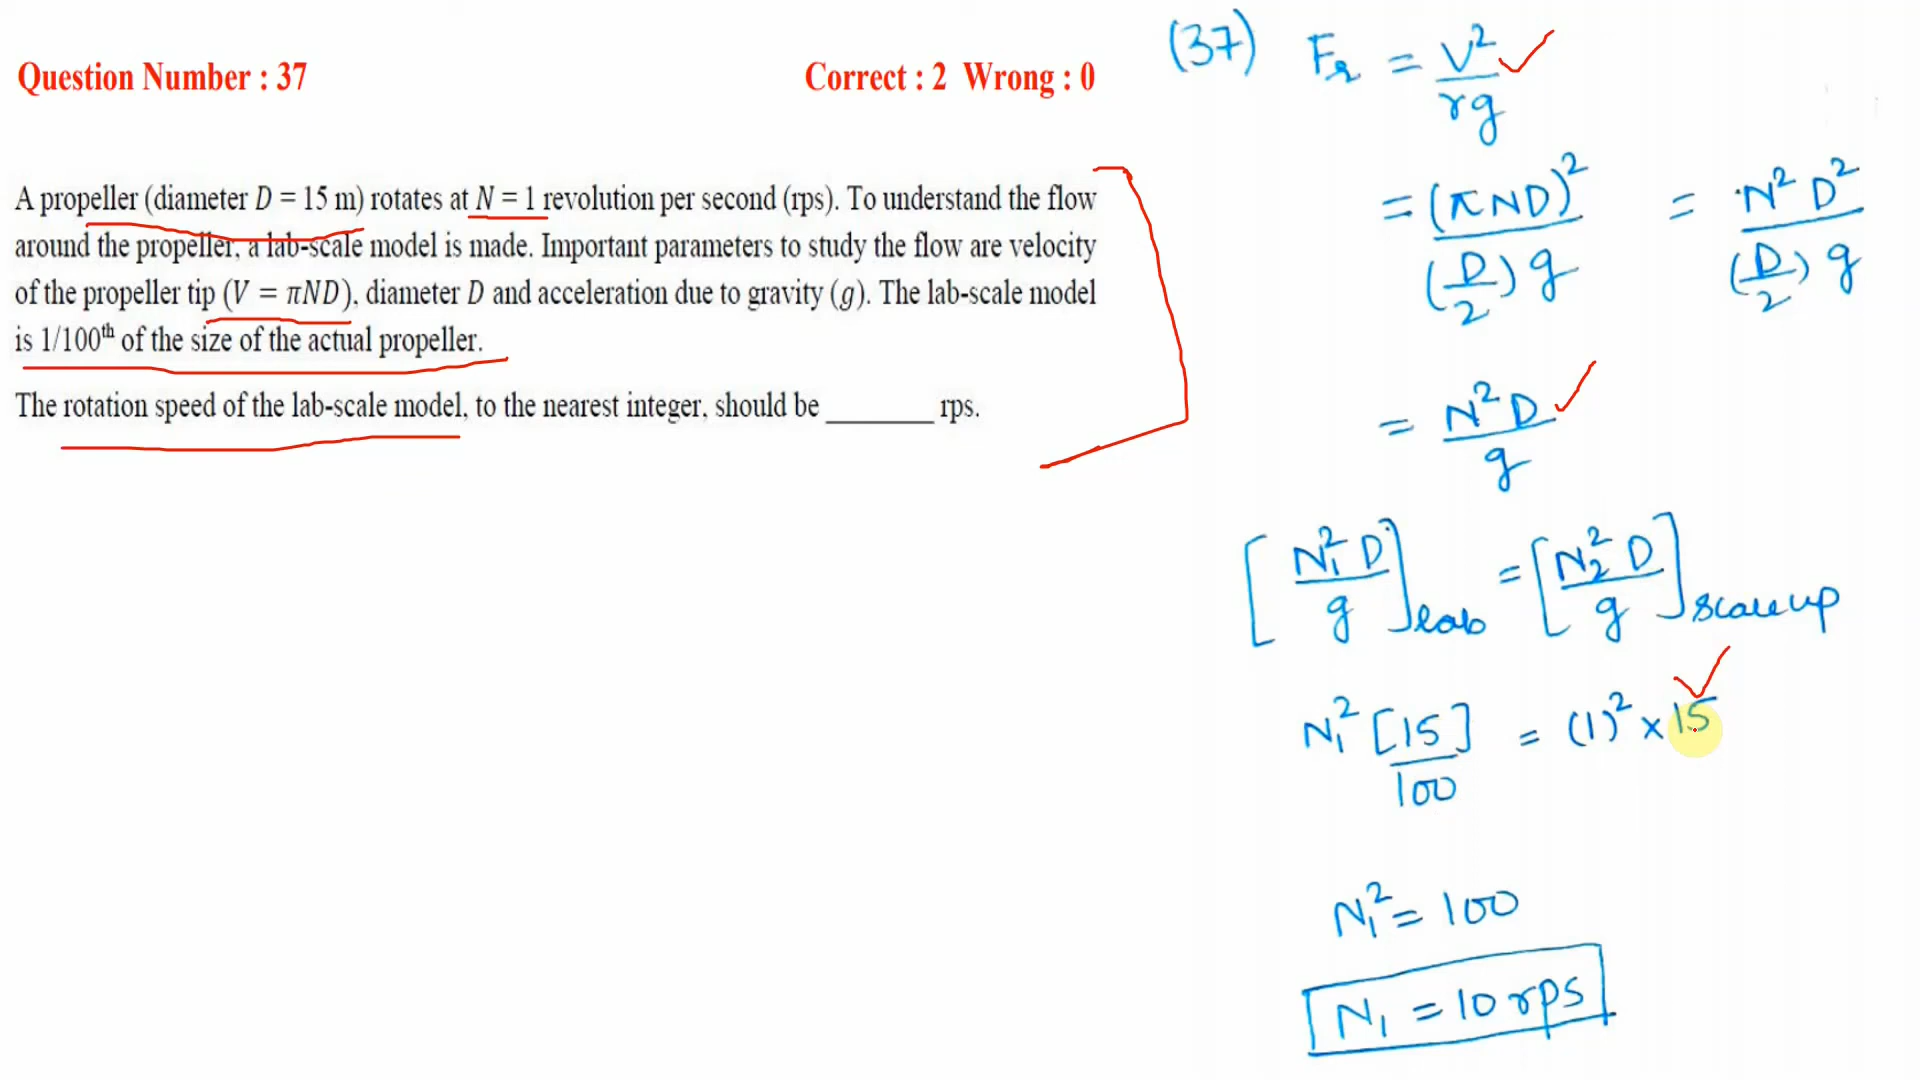 Question Number : 37
Correct : 2 Wrong : 0
A propeller (diameter D = 15 m) rotates at N = 1 revolution per second (rps). To understand the flow
around the propeller, a lab-scale model is made. Important parameters to study the flow are velocity
of the propeller tip (V = πND), diameter D and acceleration due to gravity (g). The lab-scale model
is 1/100th of the size of the actual propeller.
The rotation speed of the lab-scale model, to the nearest integer, should be ________ rps.
(37) Fr = V²/rg
= (πND)²/(D/2) g = N²D²/(D/2) g
= N²D/g
[N₁²D/g]lab = [N₂²D/g]scaleup
N₁² [15]/100 = (1)² × 15
N₁² = 100
N₁ = 10 rps